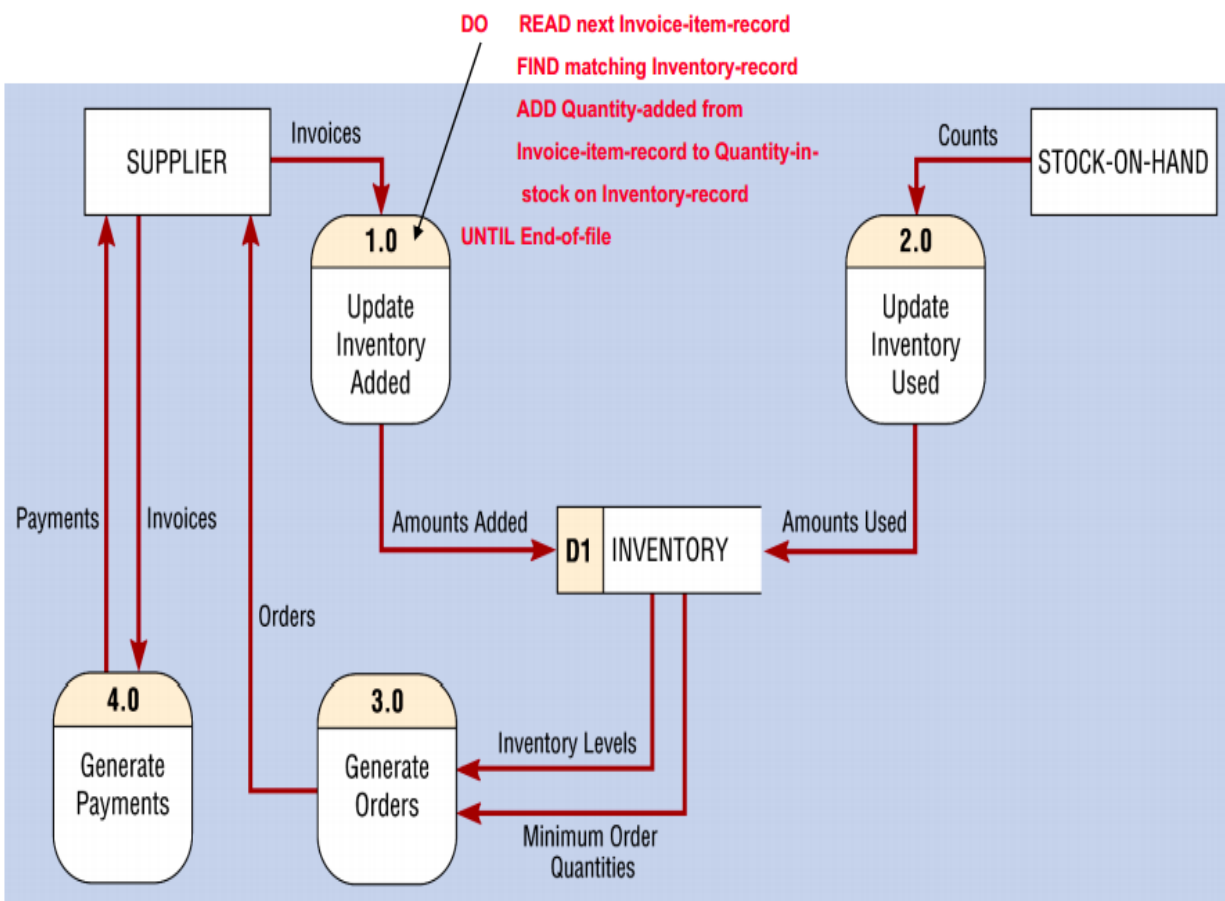 DO READ next Invoice-item-record
FIND matching Inventory-record
ADD Quantity-added from
Invoice-item-record to Quantity-in-
stock on Inventory-record
UNTIL End-of-file
SUPPLIER
Invoices
Counts
STOCK-ON-HAND
1.0
Update
Inventory
Added
2.0
Update
Inventory
Used
Payments
Invoices
Amounts Added
D1 INVENTORY
Amounts Used
Orders
4.0
Generate
Payments
3.0
Generate
Orders
Inventory Levels
Minimum Order
Quantities